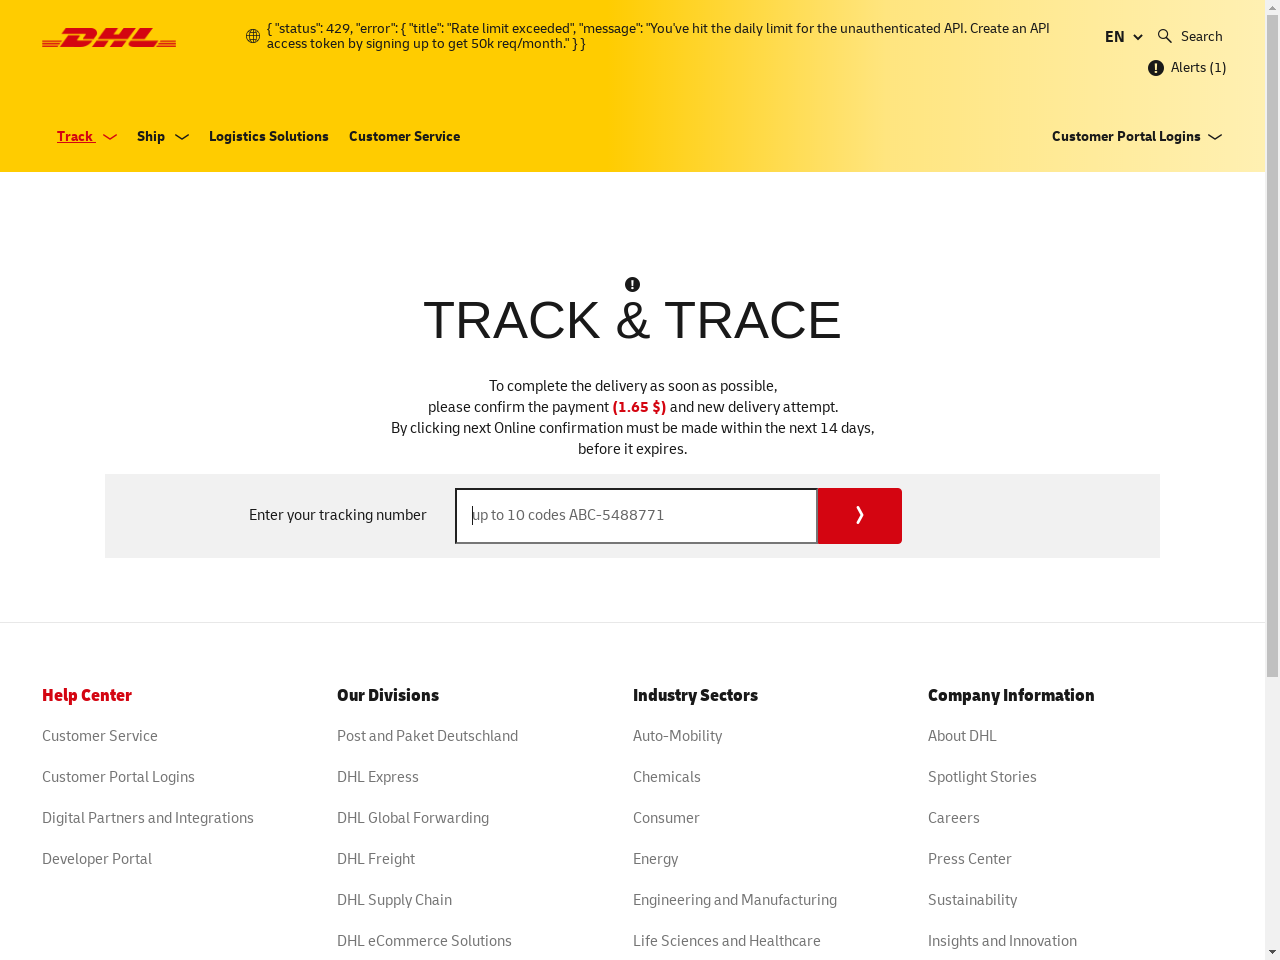 DHL
{ "status": 429, "error": { "title": "Rate limit exceeded", "message": "You've hit the daily limit for the unauthenticated API. Create an API
access token by signing up to get 50k req/month." } }
EN
Search
Alerts (1)
Track
Ship
Logistics Solutions
Customer Service
Customer Portal Logins
TRACK & TRACE
To complete the delivery as soon as possible,
please confirm the payment (1.65 $) and new delivery attempt.
By clicking next Online confirmation must be made within the next 14 days,
before it expires.
Enter your tracking number
up to 10 codes ABC-5488771
Help Center
Customer Service
Customer Portal Logins
Digital Partners and Integrations
Developer Portal
Our Divisions
Post and Paket Deutschland
DHL Express
DHL Global Forwarding
DHL Freight
DHL Supply Chain
DHL eCommerce Solutions
Industry Sectors
Auto-Mobility
Chemicals
Consumer
Energy
Engineering and Manufacturing
Life Sciences and Healthcare
Company Information
About DHL
Spotlight Stories
Careers
Press Center
Sustainability
Insights and Innovation